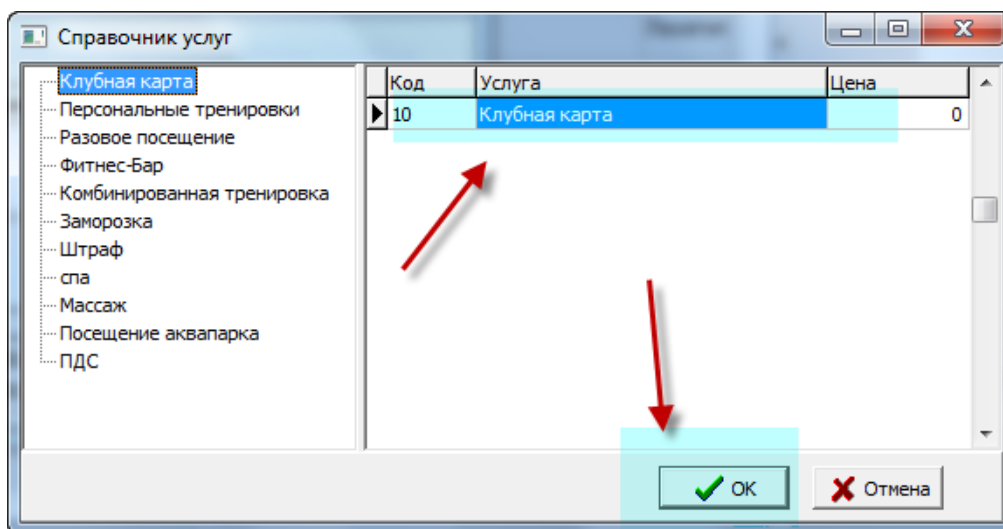 Справочник услуг
Клубная карта
Персональные тренировки
Разовое посещение
Фитнес-Бар
Комбинированная тренировка
Заморозка
Штраф
спа
Массаж
Посещение аквапарка
ПДС
Код Услуга Цена
10 Клубная карта 0
OK Отмена